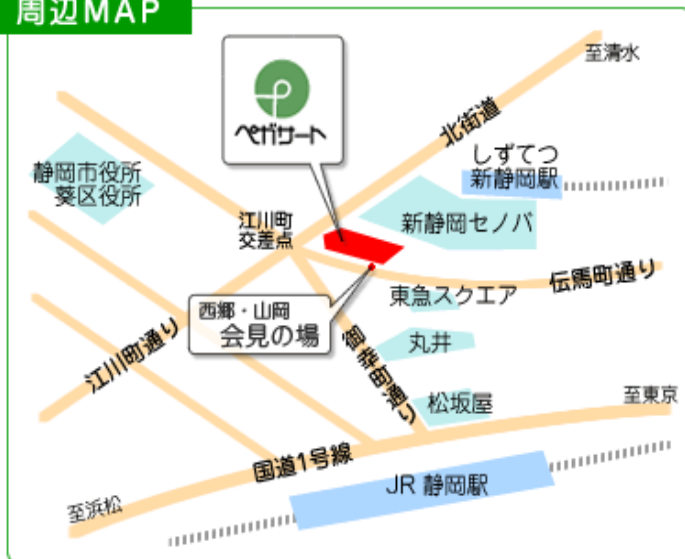 周辺MAP
至清水
ペガサート
北街道
しずてつ
新静岡駅
静岡市役所
葵区役所
江川町
交差点
新静岡セノバ
伝馬町通り
東急スクエア
西郷・山岡
会見の場
丸井
江川町通り
御幸町通り
松坂屋
至東京
国道1号線
JR 静岡駅
至浜松